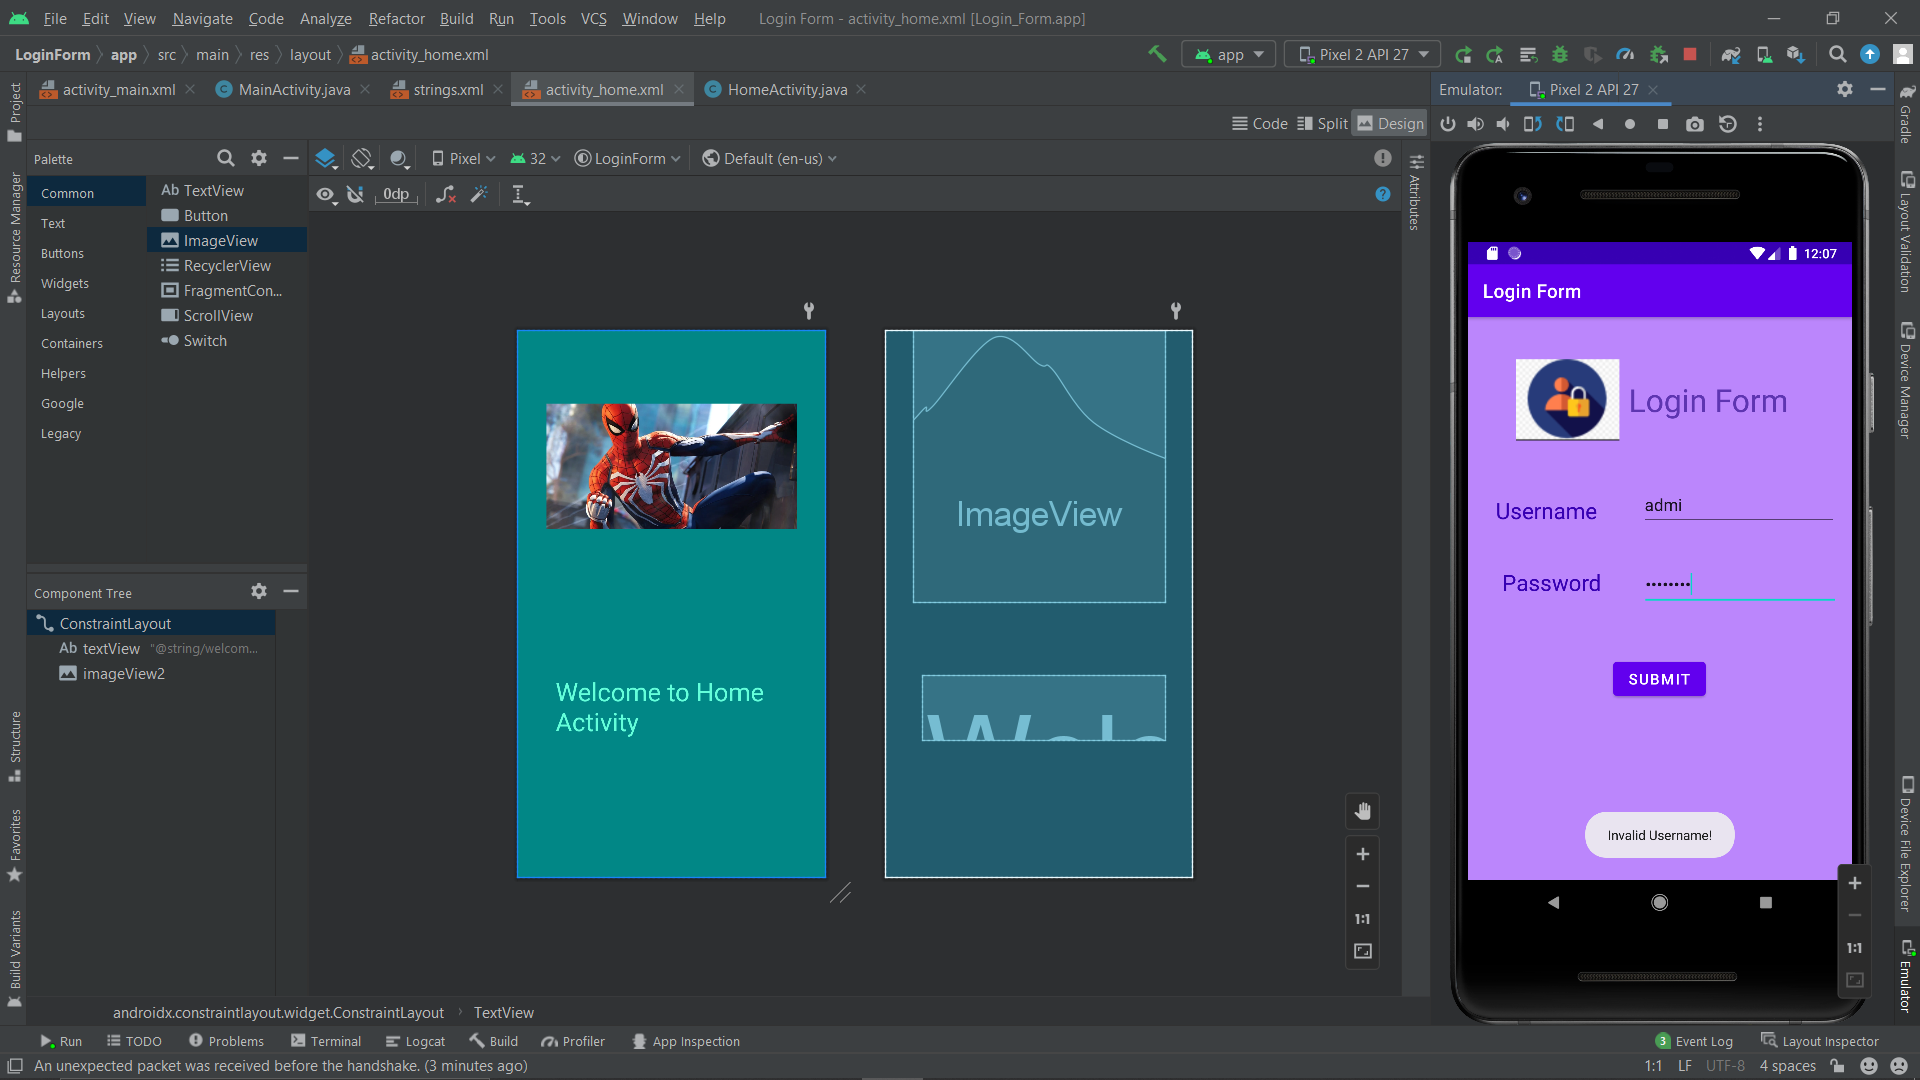 File Edit View Navigate Code Analyze Refactor Build Run Tools VCS Window Help Login Form - activity_home.xml [Login_Form.app]
LoginForm app src main res layout activity_home.xml app Pixel 2 API 27
Project
activity_main.xml MainActivity.java strings.xml activity_home.xml HomeActivity.java
Emulator: Pixel 2 API 27
Gradle
Code Split Design
Palette
Pixel 32 LoginForm Default (en-us)
0dp
Attributes
Resource Manager
Layout Validation
Common
Text
Buttons
Widgets
Layouts
Containers
Helpers
Google
Legacy
Ab TextView
Button
ImageView
RecyclerView
FragmentCon...
ScrollView
Switch
Device Manager
Component Tree
ConstraintLayout
Ab textView "@string/welcom...
imageView2
Welcome to Home
Activity
ImageView
12:07
Login Form
Login Form
Username admi
Password ••••••••
SUBMIT
Invalid Username!
1:1
1:1
Structure
Favorites
Build Variants
Device File Explorer
Emulator
androidx.constraintlayout.widget.ConstraintLayout TextView
Run TODO Problems Terminal Logcat Build Profiler App Inspection 3 Event Log Layout Inspector
An unexpected packet was received before the handshake. (3 minutes ago) 1:1 LF UTF-8 4 spaces